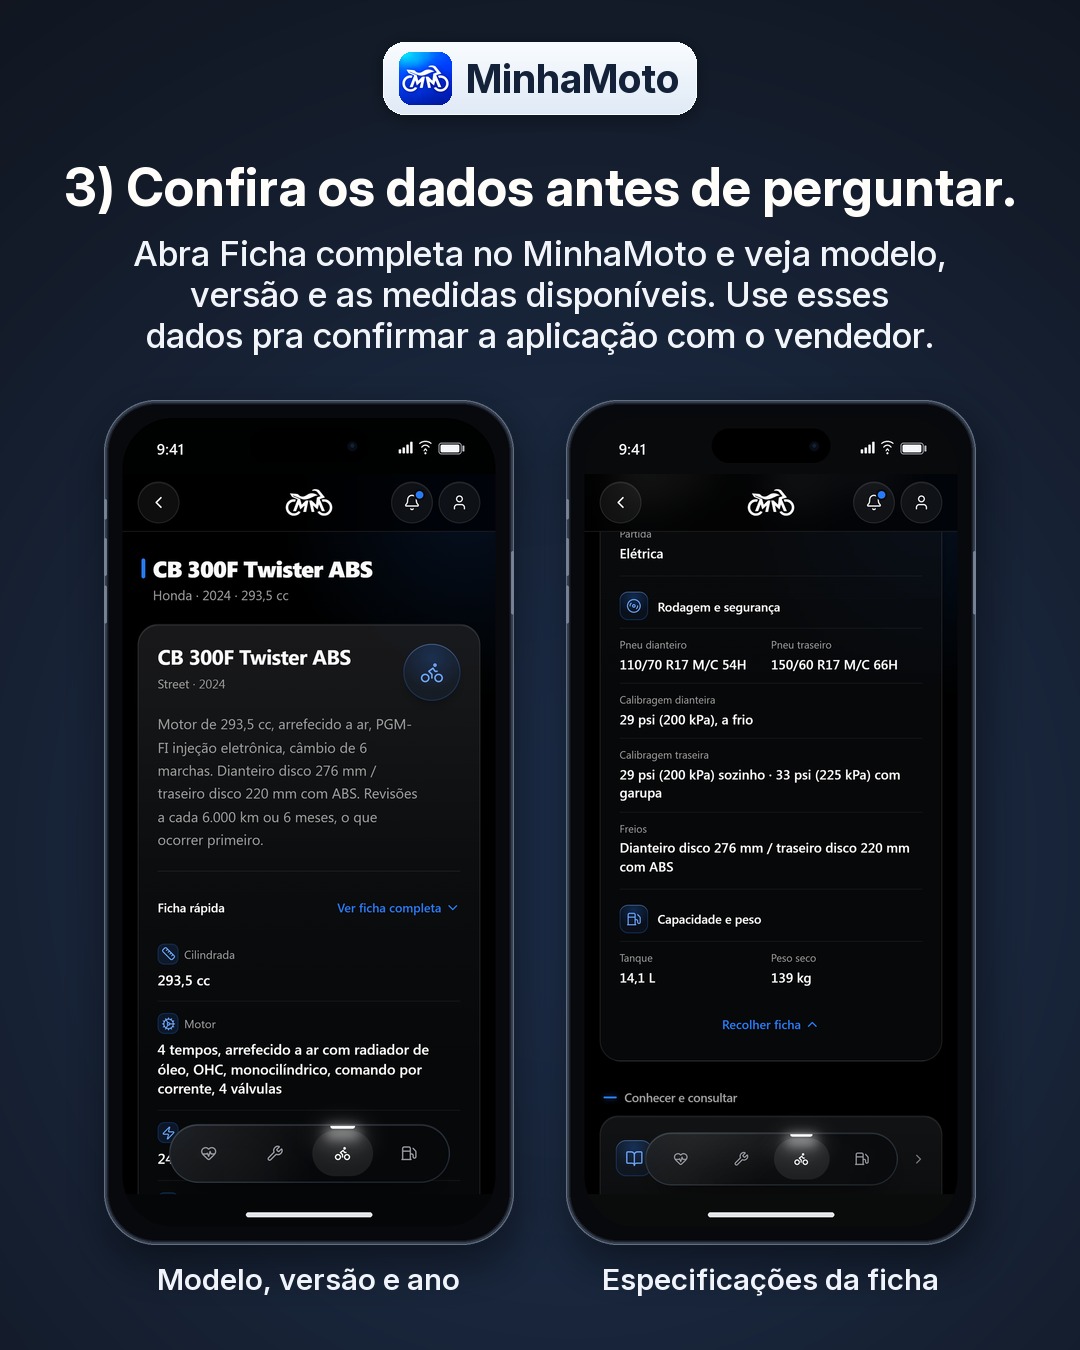 MinhaMoto
3) Confira os dados antes de perguntar.
Abra Ficha completa no MinhaMoto e veja modelo,
versão e as medidas disponíveis. Use esses
dados pra confirmar a aplicação com o vendedor.
9:41
CB 300F Twister ABS
Honda · 2024 · 293,5 cc
CB 300F Twister ABS
Street · 2024
Motor de 293,5 cc, arrefecido a ar, PGM-
FI injeção eletrônica, câmbio de 6
marchas. Dianteiro disco 276 mm /
traseiro disco 220 mm com ABS. Revisões
a cada 6.000 km ou 6 meses, o que
ocorrer primeiro.
Ficha rápida
Ver ficha completa
Cilindrada
293,5 cc
Motor
4 tempos, arrefecido a ar com radiador de
óleo, OHC, monocilíndrico, comando por
corrente, 4 válvulas
Modelo, versão e ano
9:41
Partida
Elétrica
Rodagem e segurança
Pneu dianteiro
110/70 R17 M/C 54H
Pneu traseiro
150/60 R17 M/C 66H
Calibragem dianteira
29 psi (200 kPa), a frio
Calibragem traseira
29 psi (200 kPa) sozinho · 33 psi (225 kPa) com
garupa
Freios
Dianteiro disco 276 mm / traseiro disco 220 mm
com ABS
Capacidade e peso
Tanque
14,1 L
Peso seco
139 kg
Recolher ficha
Conhecer e consultar
Especificações da ficha